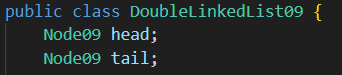 public class DoubleLinkedList09 {
Node09 head;
Node09 tail;